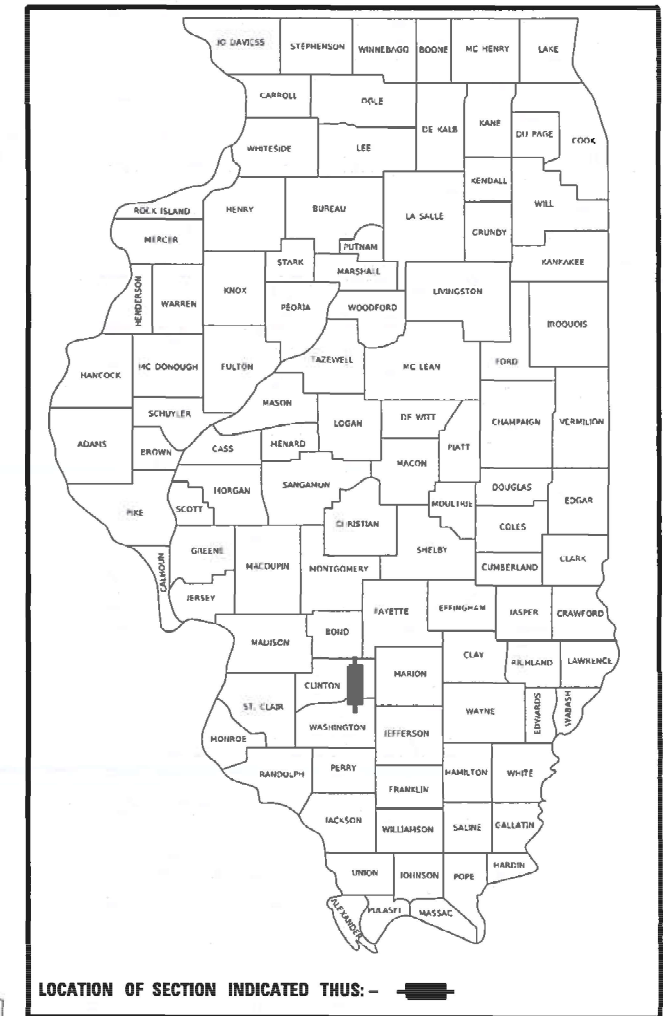 JO DAVIESS STEPHENSON WINNEBAGO BOONE MC HENRY LAKE
CARROLL OGLE
DE KALB KANE DU PAGE COOK
WHITESIDE LEE
KENDALL
ROCK ISLAND HENRY BUREAU LA SALLE WILL
MERCER PUTNAM GRUNDY
STARK MARSHALL KANKAKEE
HENDERSON WARREN KNOX PEORIA WOODFORD LIVINGSTON IROQUOIS
HANCOCK MC DONOUGH FULTON TAZEWELL MC LEAN FORD
MASON
SCHUYLER LOGAN DE WITT CHAMPAIGN VERMILION
ADAMS BROWN CASS MENARD PIATT
MACON
MORGAN SANGAMON DOUGLAS EDGAR
PIKE SCOTT CHRISTIAN MOULTRIE COLES
GREENE MACOUPIN MONTGOMERY SHELBY CUMBERLAND CLARK
CALHOUN JERSEY
FAYETTE EFFINGHAM JASPER CRAWFORD
MADISON BOND
CLAY RICHLAND LAWRENCE
CLINTON MARION
ST. CLAIR WAYNE EDWARDS WABASH
MONROE WASHINGTON JEFFERSON
RANDOLPH PERRY HAMILTON WHITE
FRANKLIN
JACKSON WILLIAMSON SALINE GALLATIN
UNION JOHNSON POPE HARDIN
ALEXANDER PULASKI MASSAC
LOCATION OF SECTION INDICATED THUS: –